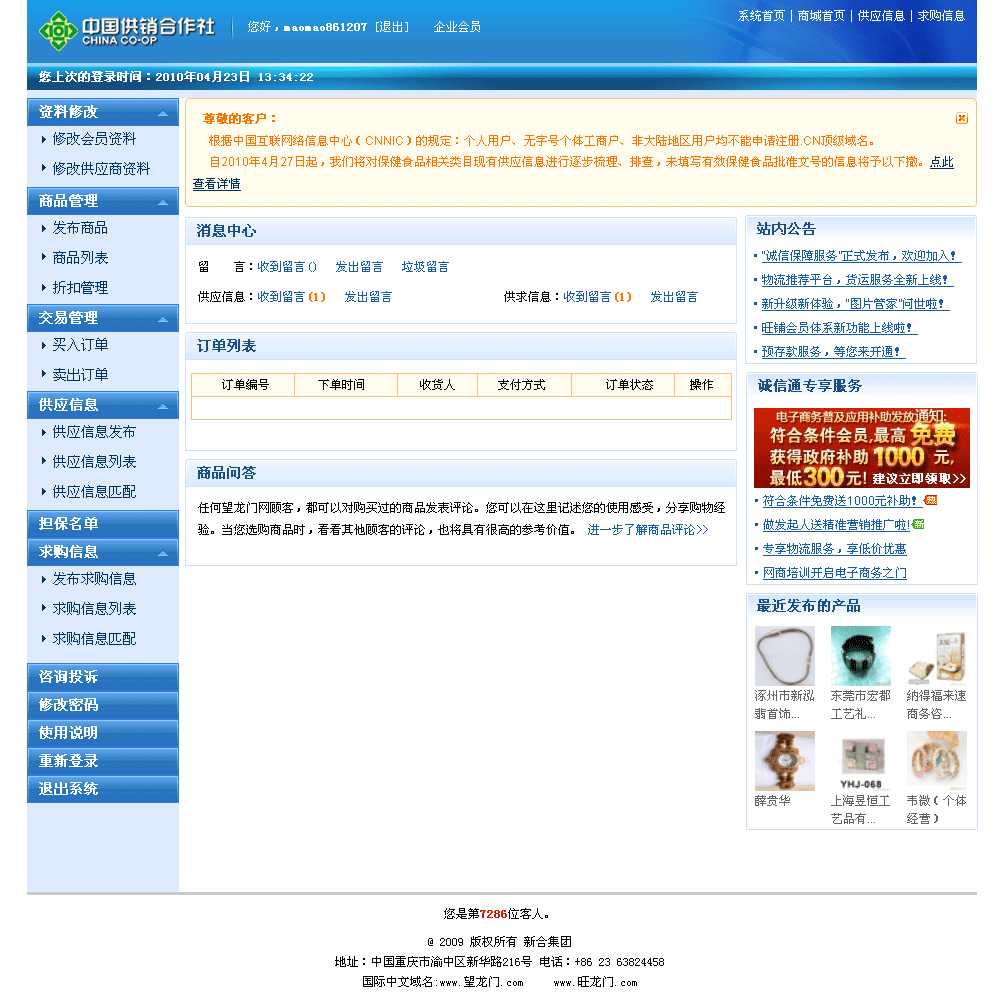 中国供销合作社
CHINA CO-OP
您好，maomao861207 [退出] 企业会员
系统首页 | 商城首页 | 供应信息 | 求购信息
您上次的登录时间：2010年04月23日 13:34:22
资料修改
修改会员资料
修改供应商资料
商品管理
发布商品
商品列表
折扣管理
交易管理
买入订单
卖出订单
供应信息
供应信息发布
供应信息列表
供应信息匹配
担保名单
求购信息
发布求购信息
求购信息列表
求购信息匹配
咨询投诉
修改密码
使用说明
重新登录
退出系统
尊敬的客户：
根据中国互联网络信息中心（CNNIC）的规定：个人用户、无字号个体工商户、非大陆地区用户均不能申请注册.CN顶级域名。
自2010年4月27日起，我们将对保健食品相关类目现有供应信息进行逐步梳理、排查，未填写有效保健食品批准文号的信息将予以下撤。点此
查看详情
消息中心
留 言：收到留言() 发出留言 垃圾留言
供应信息：收到留言(1) 发出留言 供求信息：收到留言(1) 发出留言
订单列表
订单编号 下单时间 收货人 支付方式 订单状态 操作
商品问答
任何望龙门网顾客，都可以对购买过的商品发表评论。您可以在这里记述您的使用感受，分享购物经
验。当您选购商品时，看看其他顾客的评论，也将具有很高的参考价值。 进一步了解商品评论>>
站内公告
"诚信保障服务"正式发布，欢迎加入！
物流推荐平台，货运服务全新上线！
新升级新体验，"图片管家"问世啦！
旺铺会员体系新功能上线啦！
预存款服务，等您来开通！
诚信通专享服务
电子商务普及应用补助发放通知:
符合条件会员,最高免费
获得政府补助1000元,
最低300元! 建议立即领取>>
符合条件免费送1000元补助！热
做发起人送精准营销推广啦!新
专享物流服务，享低价优惠
网商培训开启电子商务之门
最近发布的产品
涿州市新泓 东莞市宏都 纳得福来速
翡首饰... 工艺礼... 商务咨...
YHJ-068
薛贵华 上海昱恒工 韦微（个体
艺品有... 经营）
您是第7286位客人。
@ 2009 版权所有 新合集团
地址：中国重庆市渝中区新华路216号 电话：+86 23 63824458
国际中文域名:www.望龙门.com www.旺龙门.com